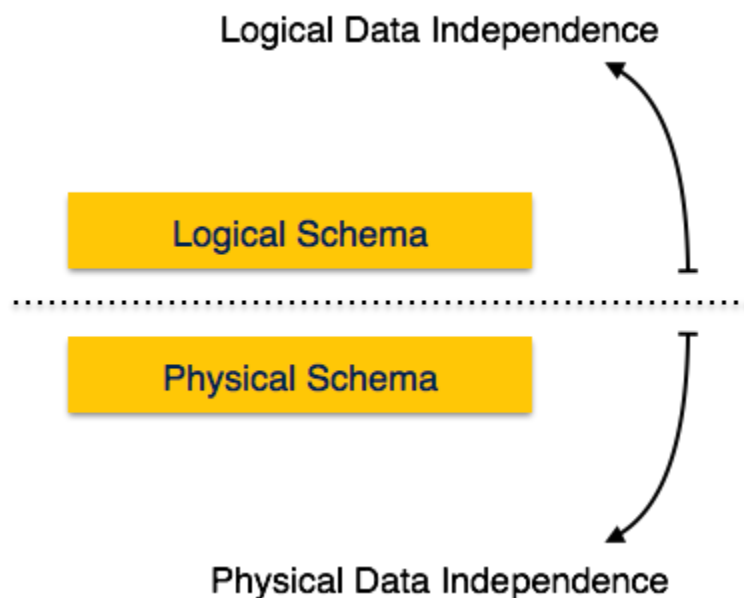 Logical Data Independence
Logical Schema
Physical Schema
Physical Data Independence